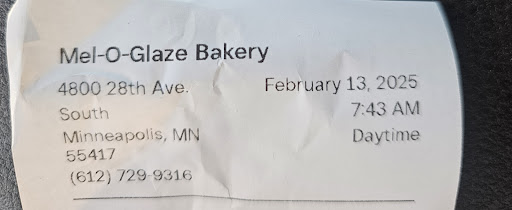 Mel-O-Glaze Bakery
4800 28th Ave. February 13, 2025
South 7:43 AM
Minneapolis, MN Daytime
55417
(612) 729-9316